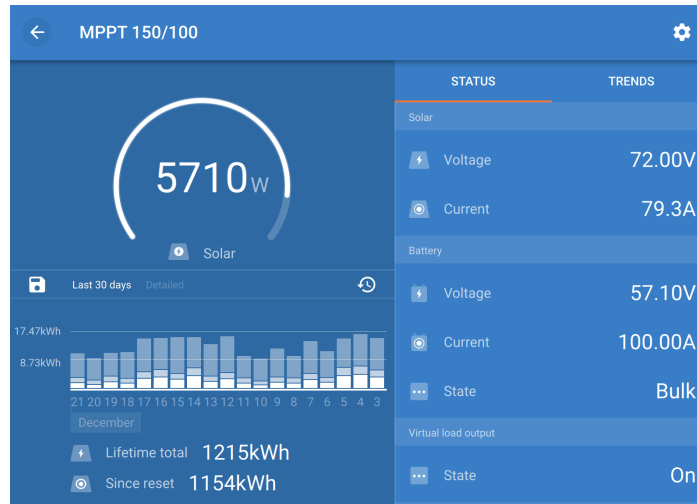 MPPT 150/100
5710W
Solar
Last 30 days Detailed
17.47kWh
8.73kWh
21 20 19 18 17 16 15 14 13 12 11 10 9 8 7 6 5 4 3
December
Lifetime total 1215kWh
Since reset 1154kWh
STATUS TRENDS
Solar
Voltage 72.00V
Current 79.3A
Battery
Voltage 57.10V
Current 100.00A
State Bulk
Virtual load output
State On